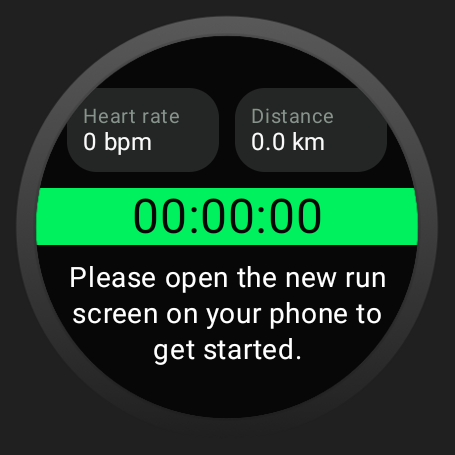 Heart rate
0 bpm
Distance
0.0 km
00:00:00
Please open the new run
screen on your phone to
get started.